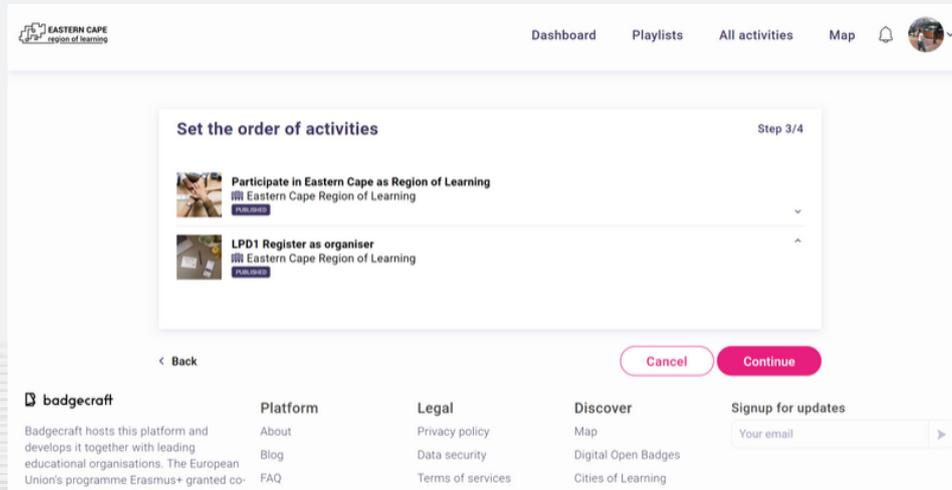 EASTERN CAPE
region of learning
Dashboard
Playlists
All activities
Map
Set the order of activities
Step 3/4
Participate in Eastern Cape as Region of Learning
Eastern Cape Region of Learning
PUBLISHED
LPD1 Register as organiser
Eastern Cape Region of Learning
PUBLISHED
Back
Cancel
Continue
badgecraft
Badgecraft hosts this platform and
develops it together with leading
educational organisations. The European
Union's programme Erasmus+ granted co-
Platform
About
Blog
FAQ
Legal
Privacy policy
Data security
Terms of services
Discover
Map
Digital Open Badges
Cities of Learning
Signup for updates
Your email